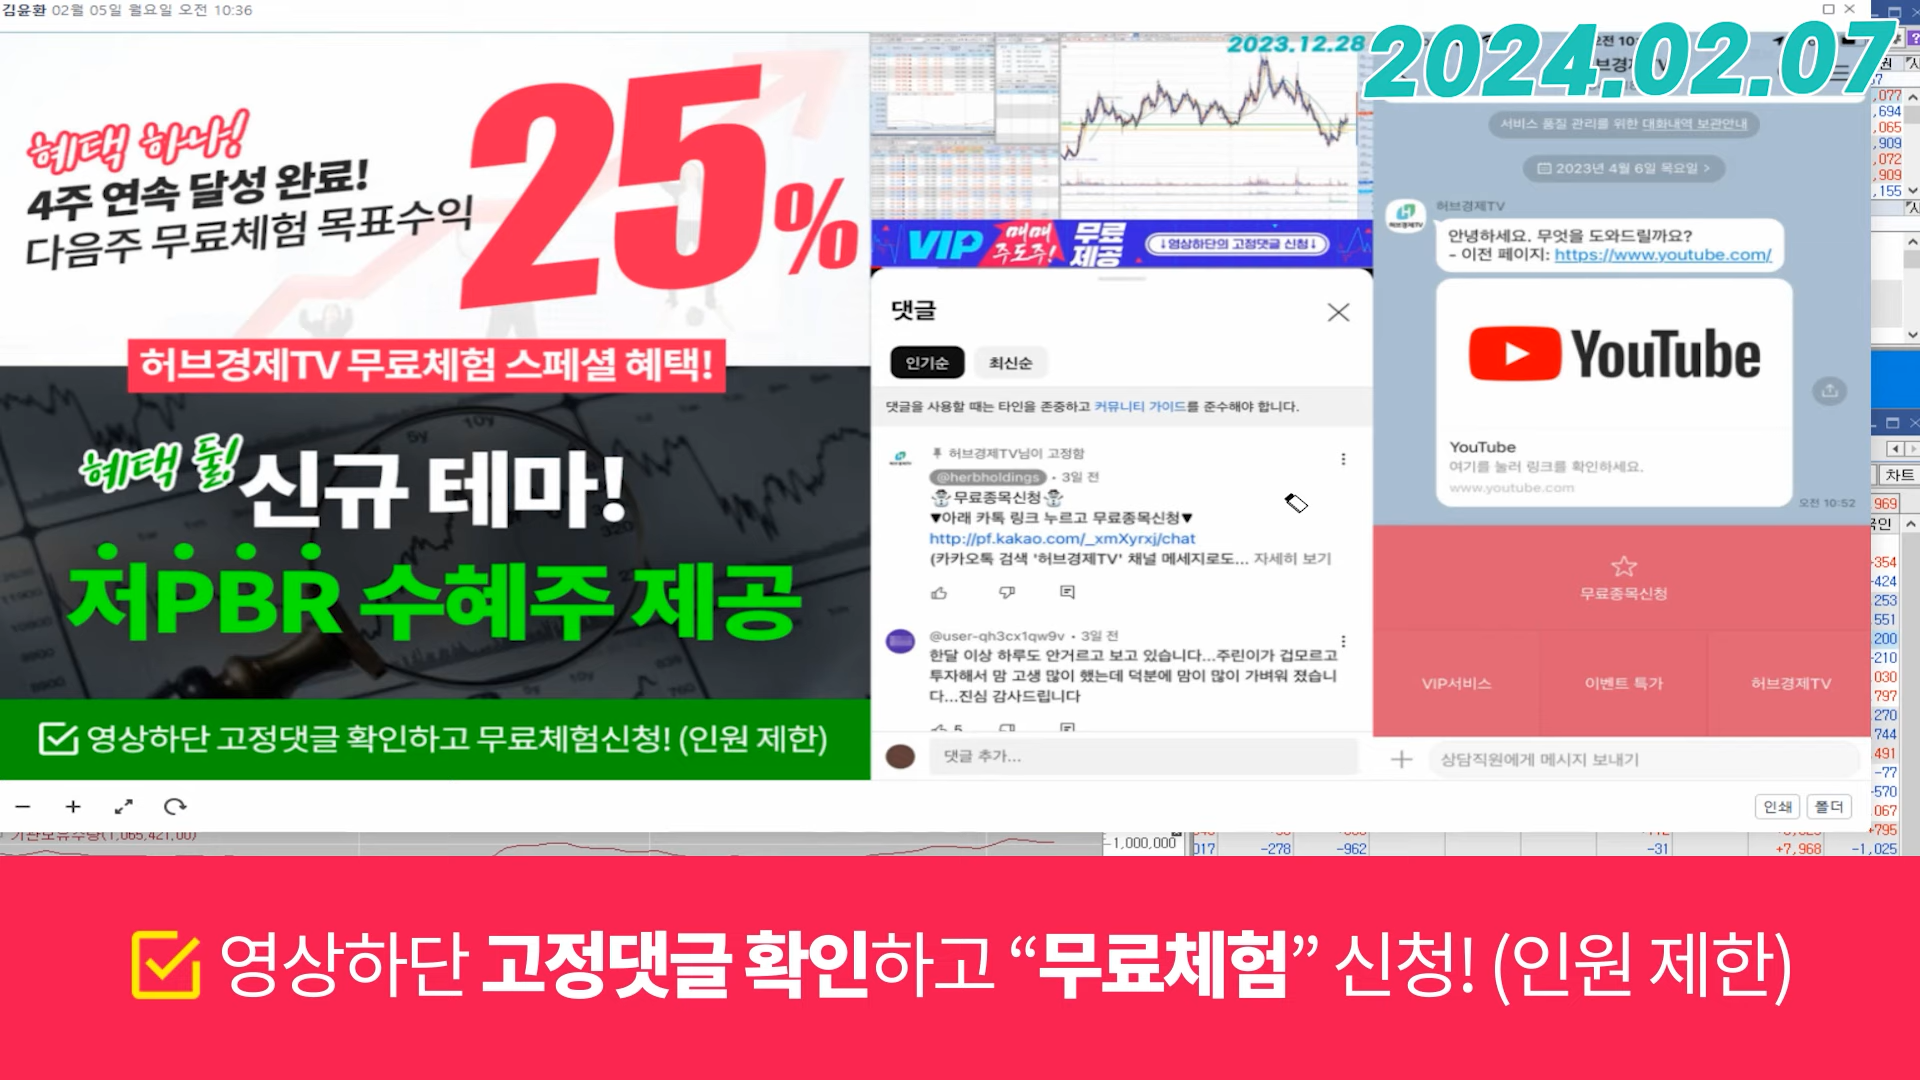 김윤환 02월 05일 월요일 오전 10:36
2024.02.07
혜택 하나!
4주 연속 달성 완료!
다음주 무료체험 목표수익
25%
허브경제TV 무료체험 스페셜 혜택!
혜택 둘!
신규 테마!
저PBR 수혜주 제공
영상하단 고정댓글 확인하고 무료체험신청! (인원 제한)
2023.12.28
VIP 매매 주도주! 무료 제공
↓영상하단의 고정댓글 신청↓
댓글
인기순
최신순
댓글을 사용할 때는 타인을 존중하고 커뮤니티 가이드를 준수해야 합니다.
허브경제TV님이 고정함
@herbholdings • 3일 전
⛄무료종목신청⛄
▼아래 카톡 링크 누르고 무료종목신청▼
http://pf.kakao.com/_xmXyrxj/chat
(카카오톡 검색 '허브경제TV' 채널 메세지로도... 자세히 보기
@user-qh3cx1qw9v • 3일 전
한달 이상 하루도 안거르고 보고 있습니다...주린이가 겁모르고
투자해서 맘 고생 많이 했는데 덕분에 맘이 많이 가벼워 졌습니
다...진심 감사드립니다
5
댓글 추가...
서비스 품질 관리를 위한 대화내역 보관안내
2023년 4월 6일 목요일 >
허브경제TV
안녕하세요. 무엇을 도와드릴까요?
- 이전 페이지: https://www.youtube.com/
YouTube
YouTube
여기를 눌러 링크를 확인하세요.
www.youtube.com
오전 10:52
무료종목신청
VIP서비스
이벤트 특가
허브경제TV
상담직원에게 메시지 보내기
인쇄
폴더
차트
-1,000,000
-278
-962
-31
+7,968
-1,025
영상하단 고정댓글 확인하고 “무료체험” 신청! (인원 제한)